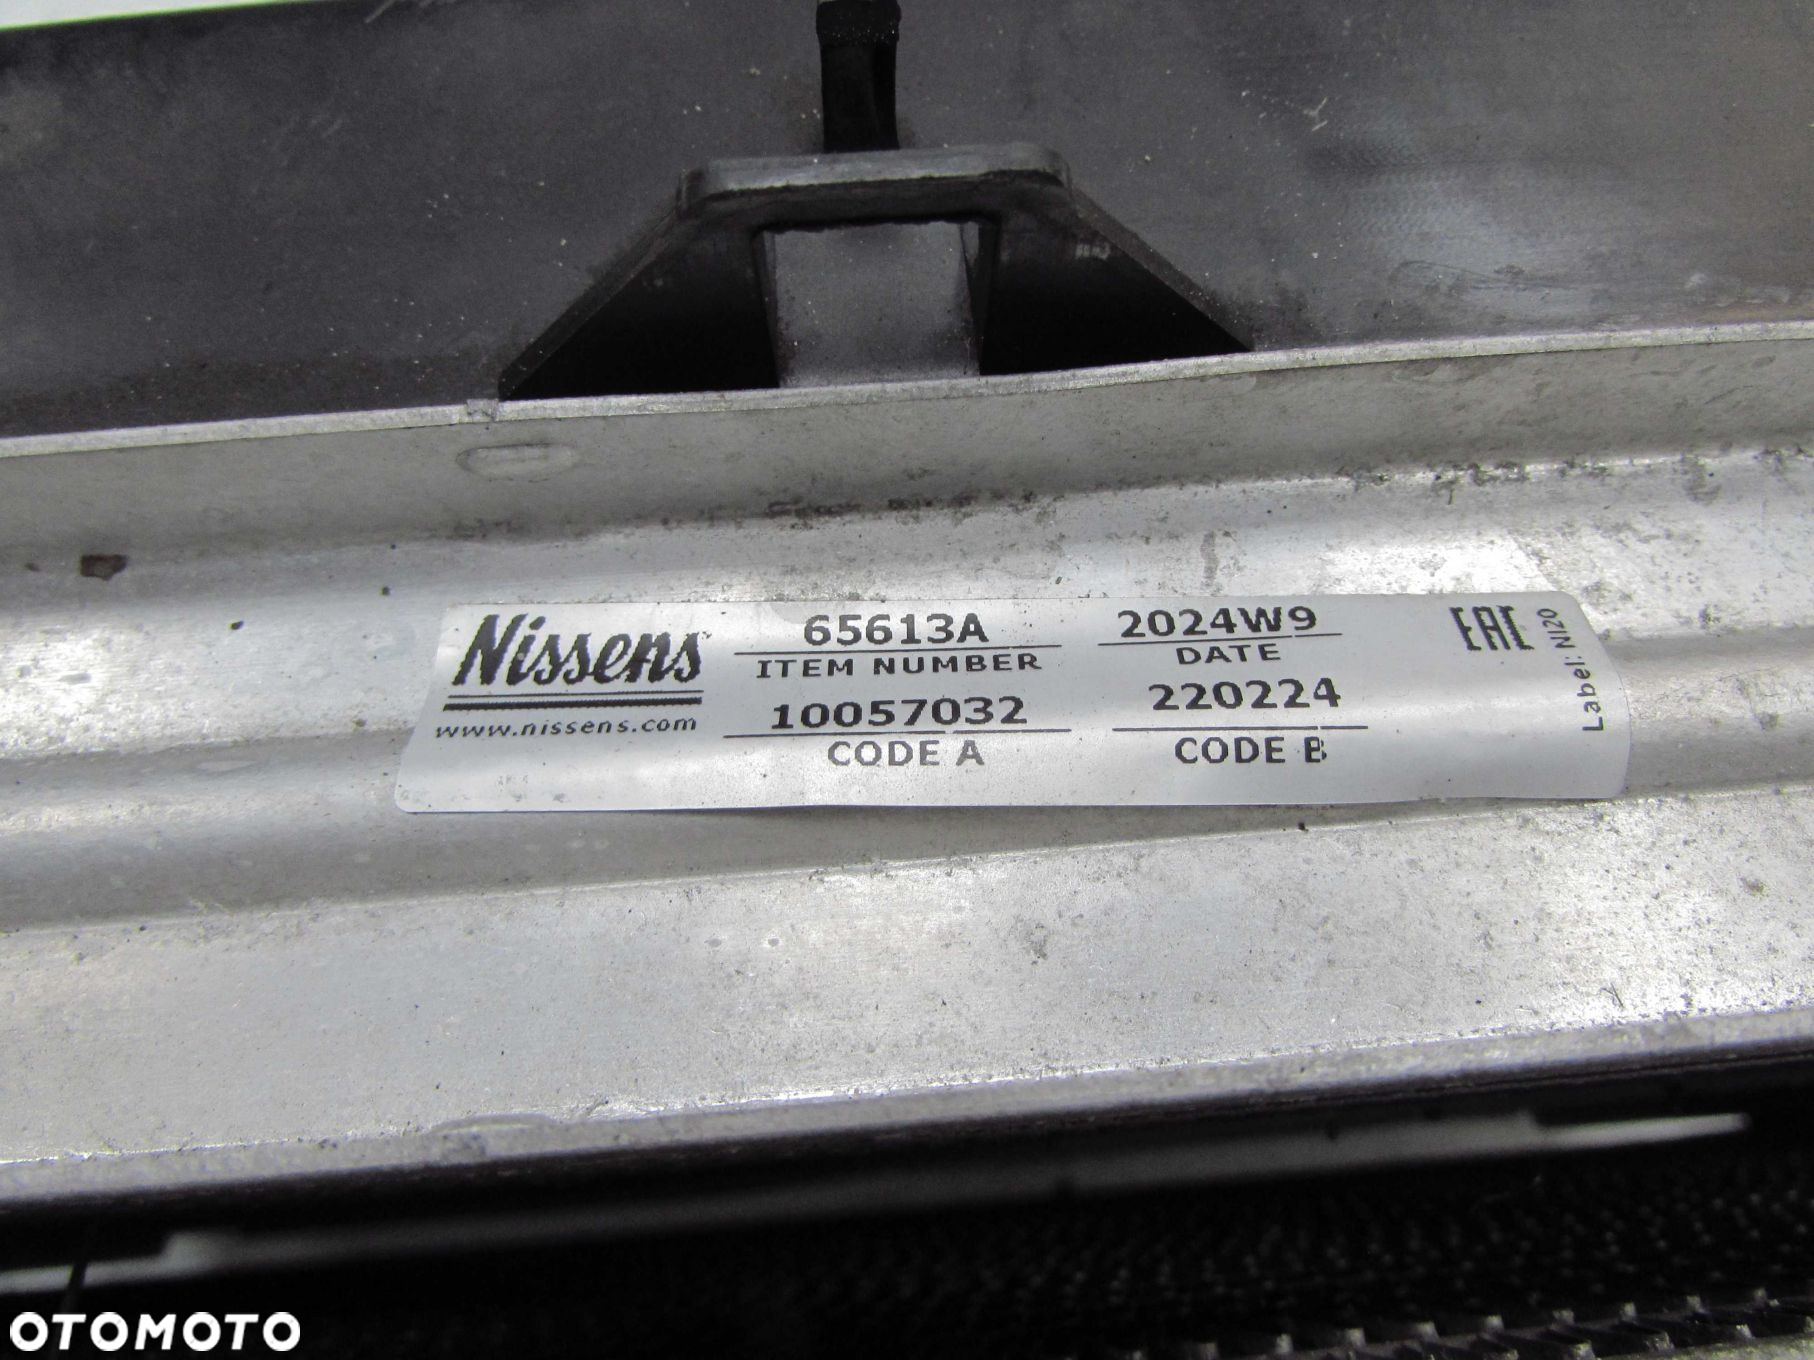 Nissens
www.nissens.com
65613A
ITEM NUMBER
10057032
CODE A
2024W9
DATE
220224
CODE B
EAC
Label: NI20
OTOMOTO